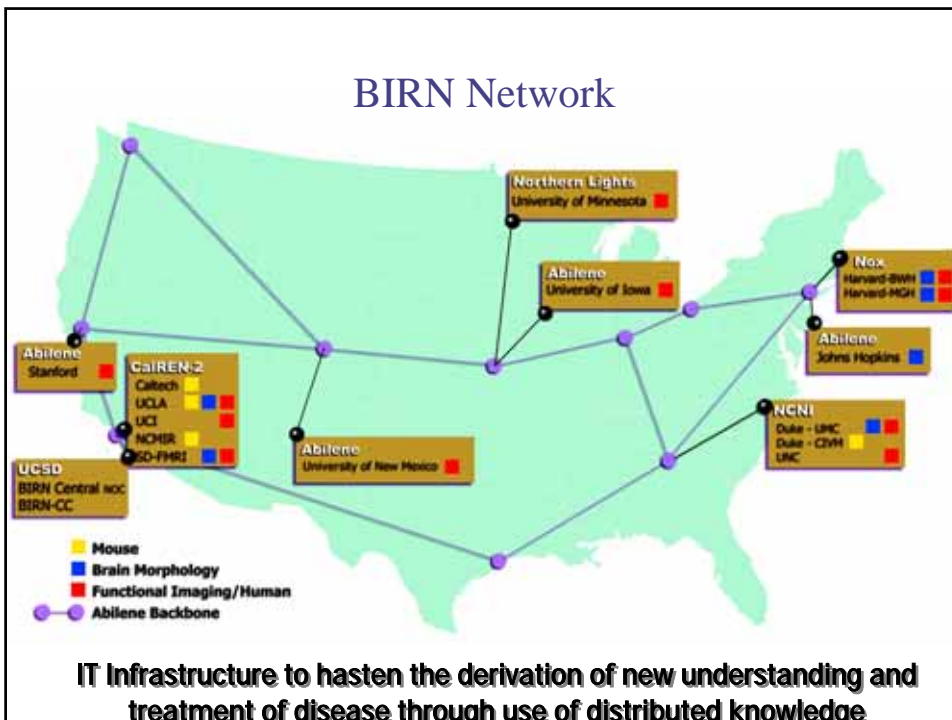 BIRN Network
Northern Lights
University of Minnesota
Abilene
University of Iowa
Nox
Harvard-BWH
Harvard-MGH
Abilene
Johns Hopkins
Abilene
Stanford
CalREN-2
Caltech
UCLA
UCI
NCMIR
SD-FMRI
NCNI
Duke - UMC
Duke - CIVM
UNC
Abilene
University of New Mexico
UCSD
BIRN Central NOC
BIRN-CC
Mouse
Brain Morphology
Functional Imaging/Human
Abilene Backbone
IT Infrastructure to hasten the derivation of new understanding and
treatment of disease through use of distributed knowledge